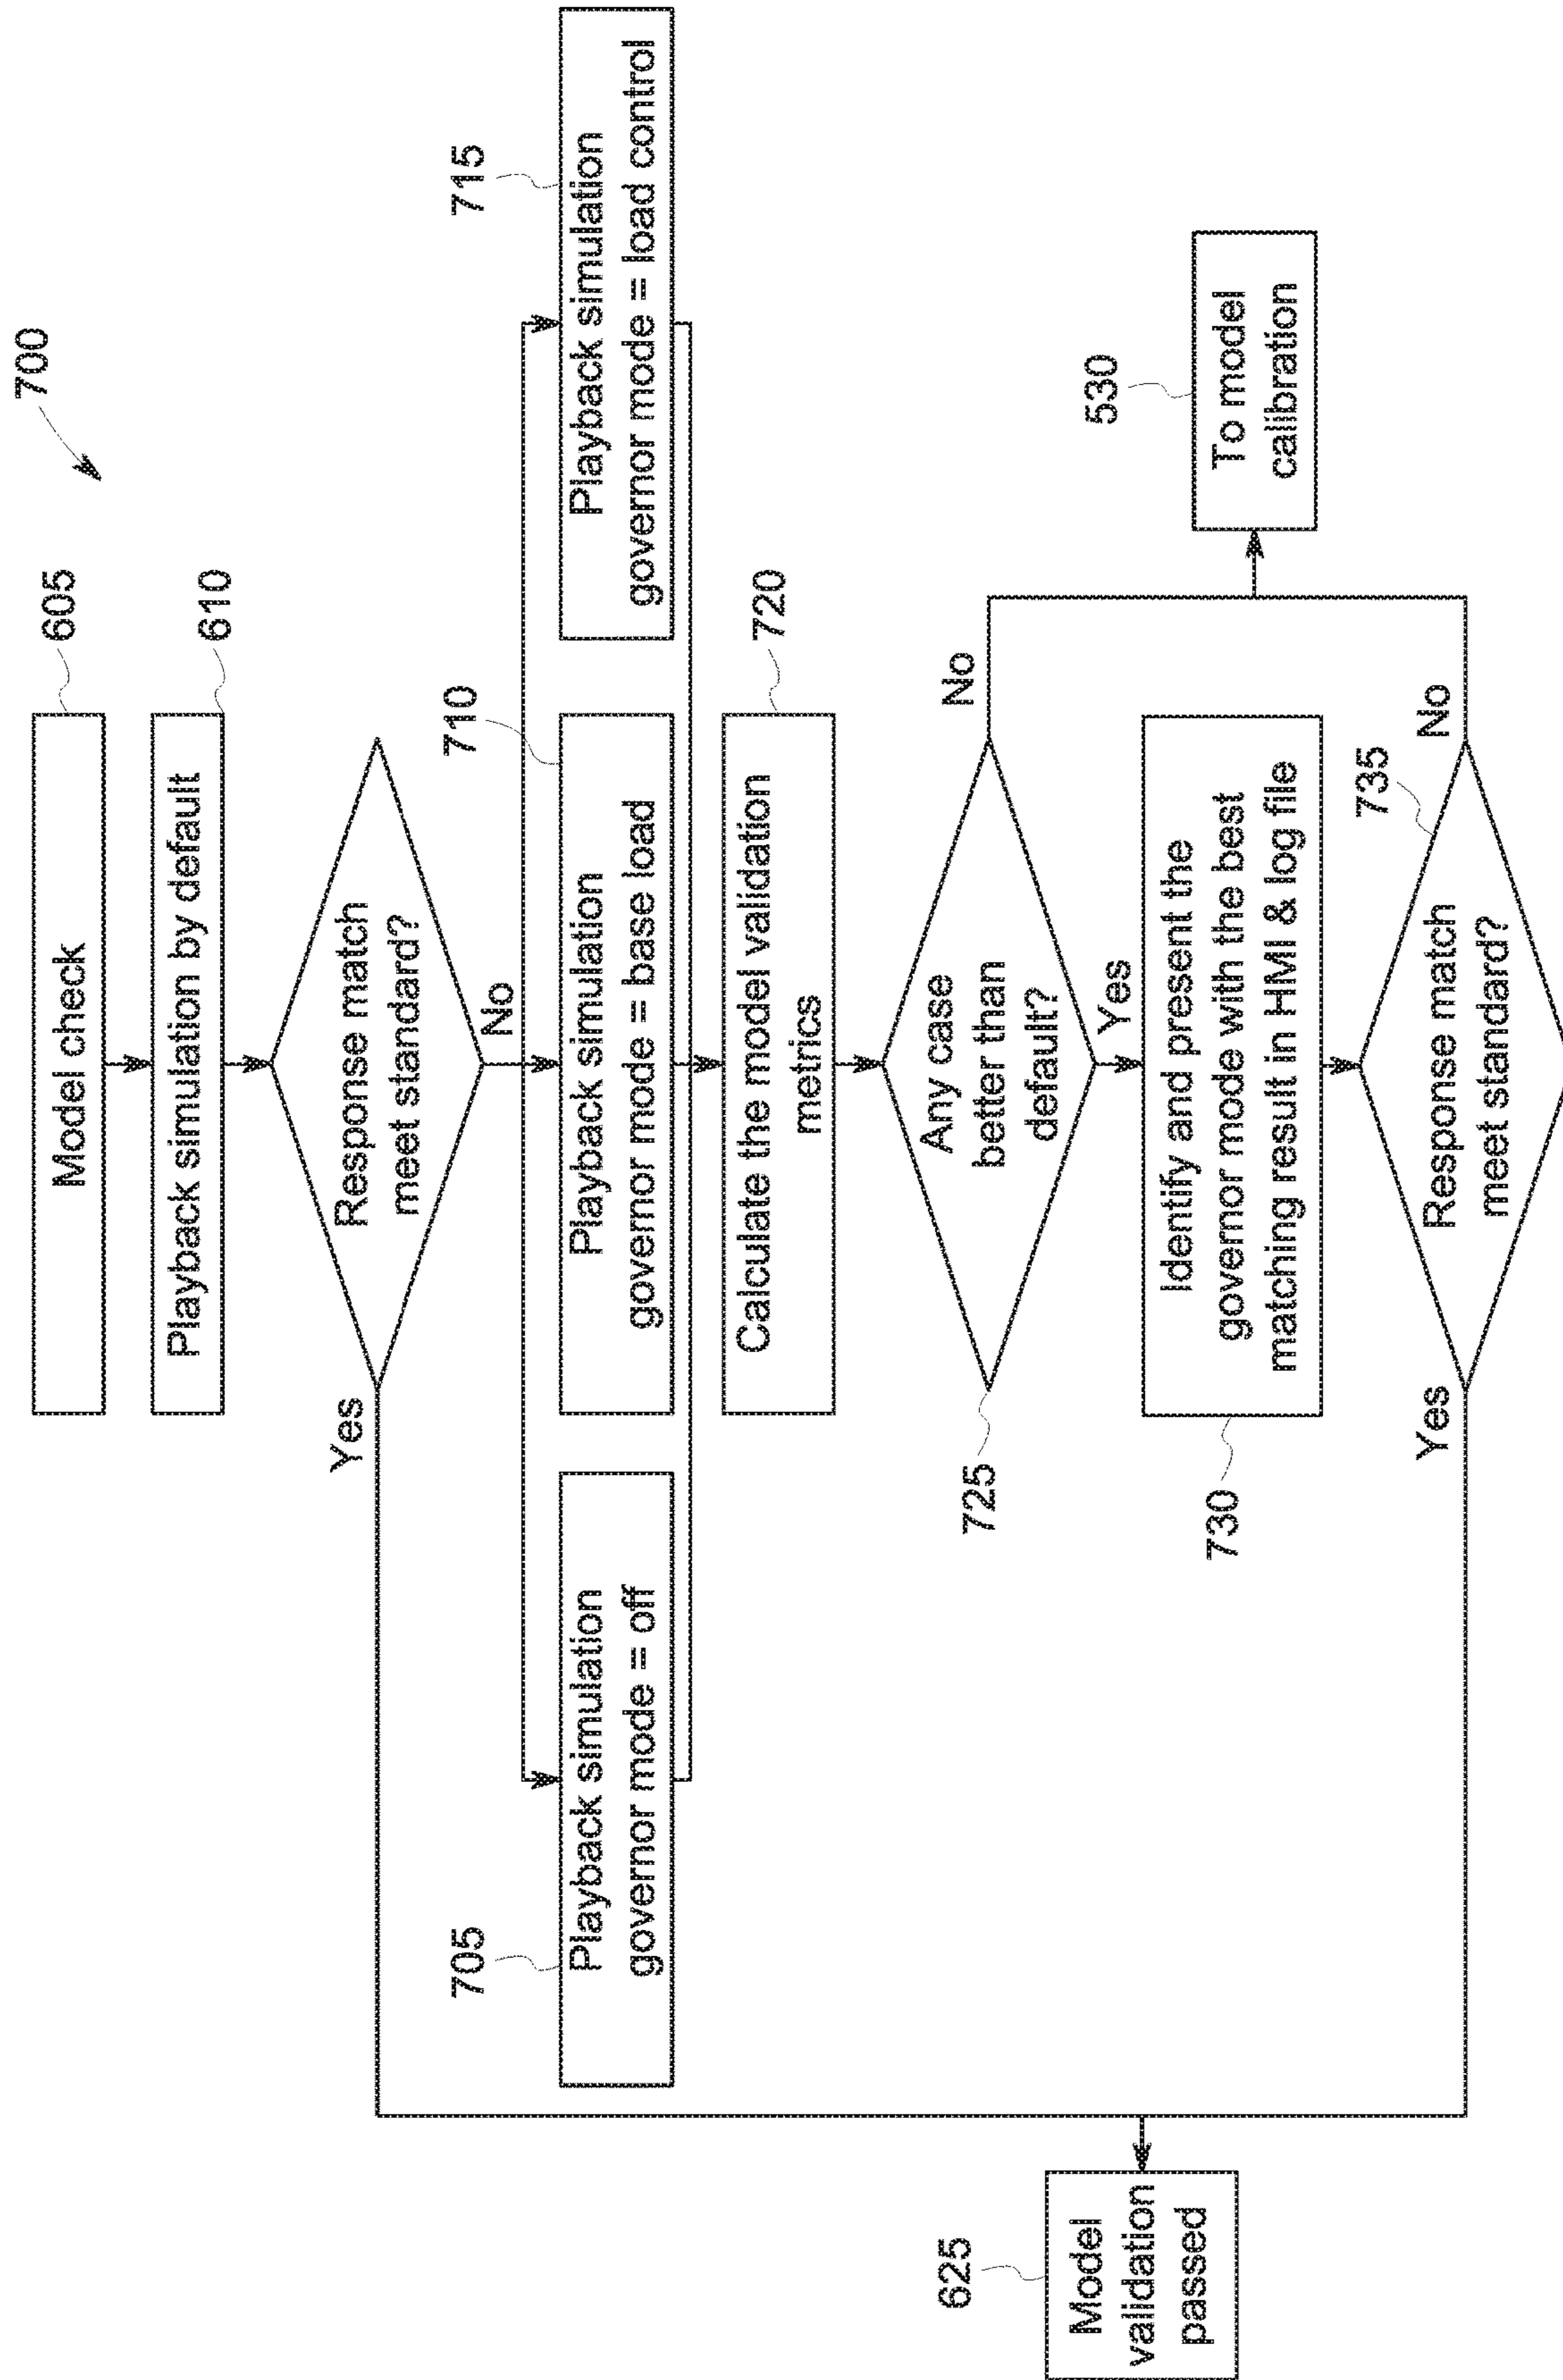 700
Model check
605
Playback simulation by default
610
Response match
meet standard?
Yes
No
705
Playback simulation
governor mode = off
710
Playback simulation
governor mode = base load
715
Playback simulation
governor mode = load control
Calculate the model validation
metrics
720
Any case
better than
default?
725
No
Yes
Identify and present the
governor mode with the best
matching result in HMI & log file
730
530
To model
calibration
Response match
meet standard?
735
Yes
No
625
Model
validation
passed